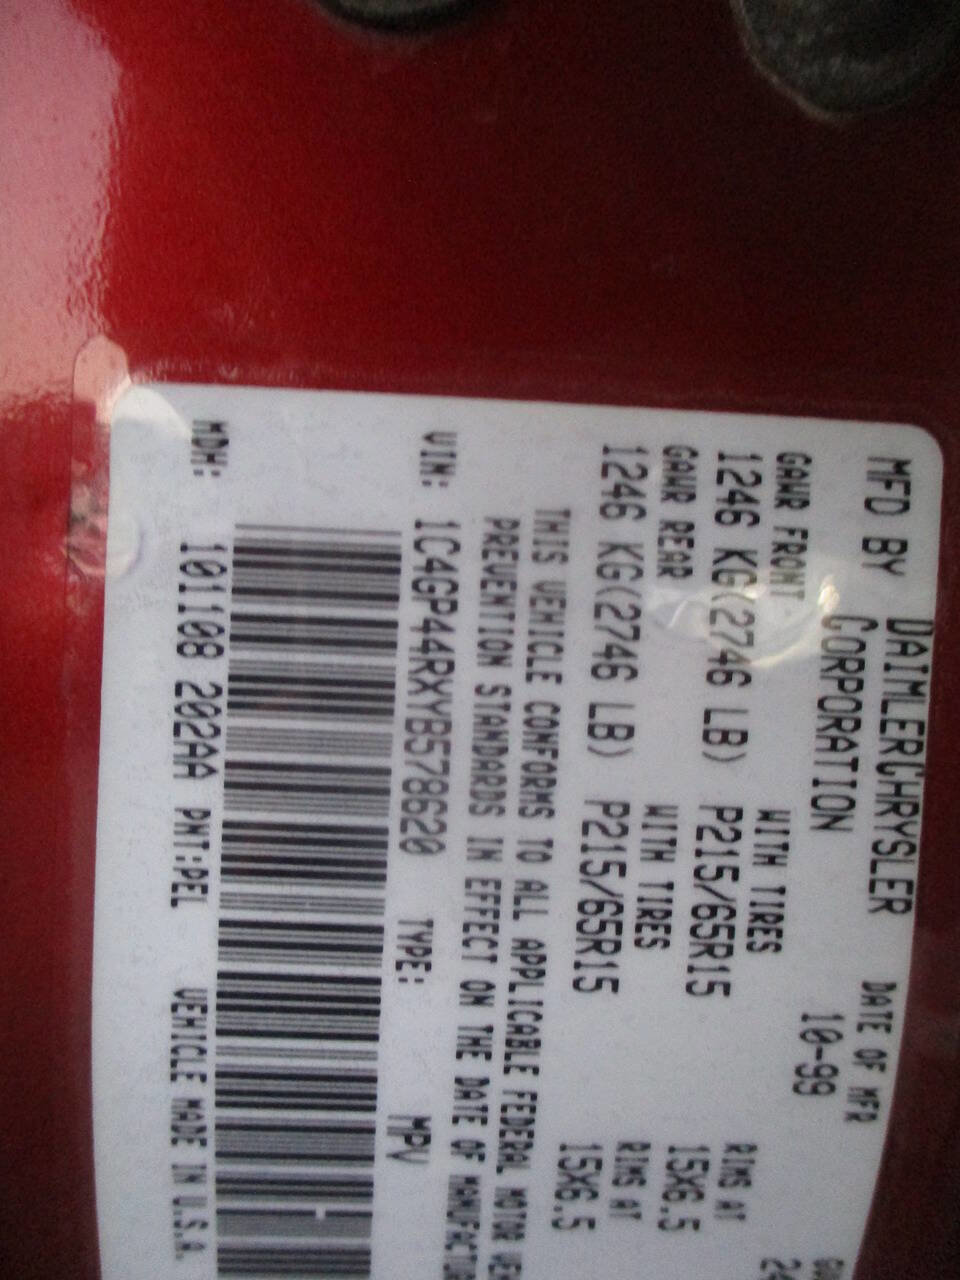 MFD BY DAIMLERCHRYSLER CORPORATION
DATE OF MFR
10-99
GAWR FRONT WITH TIRES RIMS AT
1246 KG(2746 LB) P215/65R15 15X6.5
GAWR REAR WITH TIRES RIMS AT
1246 KG(2746 LB) P215/65R15 15X6.5
THIS VEHICLE CONFORMS TO ALL APPLICABLE FEDERAL MOTOR VEH
PREVENTION STANDARDS IN EFFECT ON THE DATE OF MANUFACTUR
VIN: 1C4GP44RXYB578620 TYPE: MPV
MDH: 101108 202AA PNT:PEL VEHICLE MADE IN U.S.A.